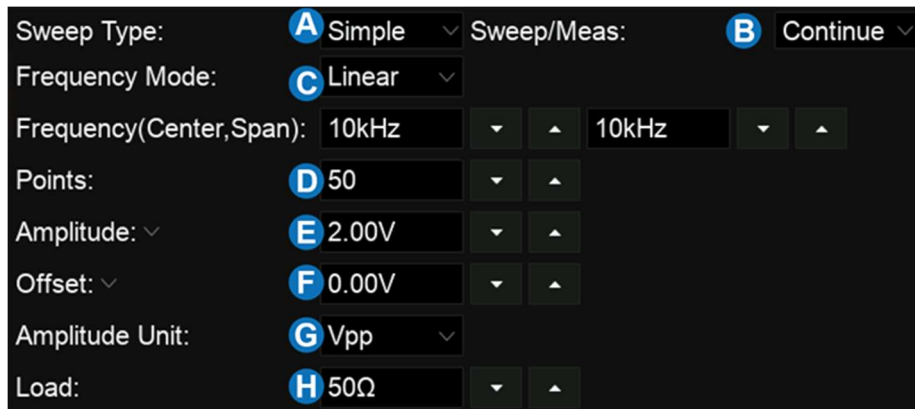 Sweep Type: A Simple Sweep/Meas: B Continue
Frequency Mode: C Linear
Frequency(Center,Span): 10kHz 10kHz
Points: D 50
Amplitude: E 2.00V
Offset: F 0.00V
Amplitude Unit: G Vpp
Load: H 50Ω